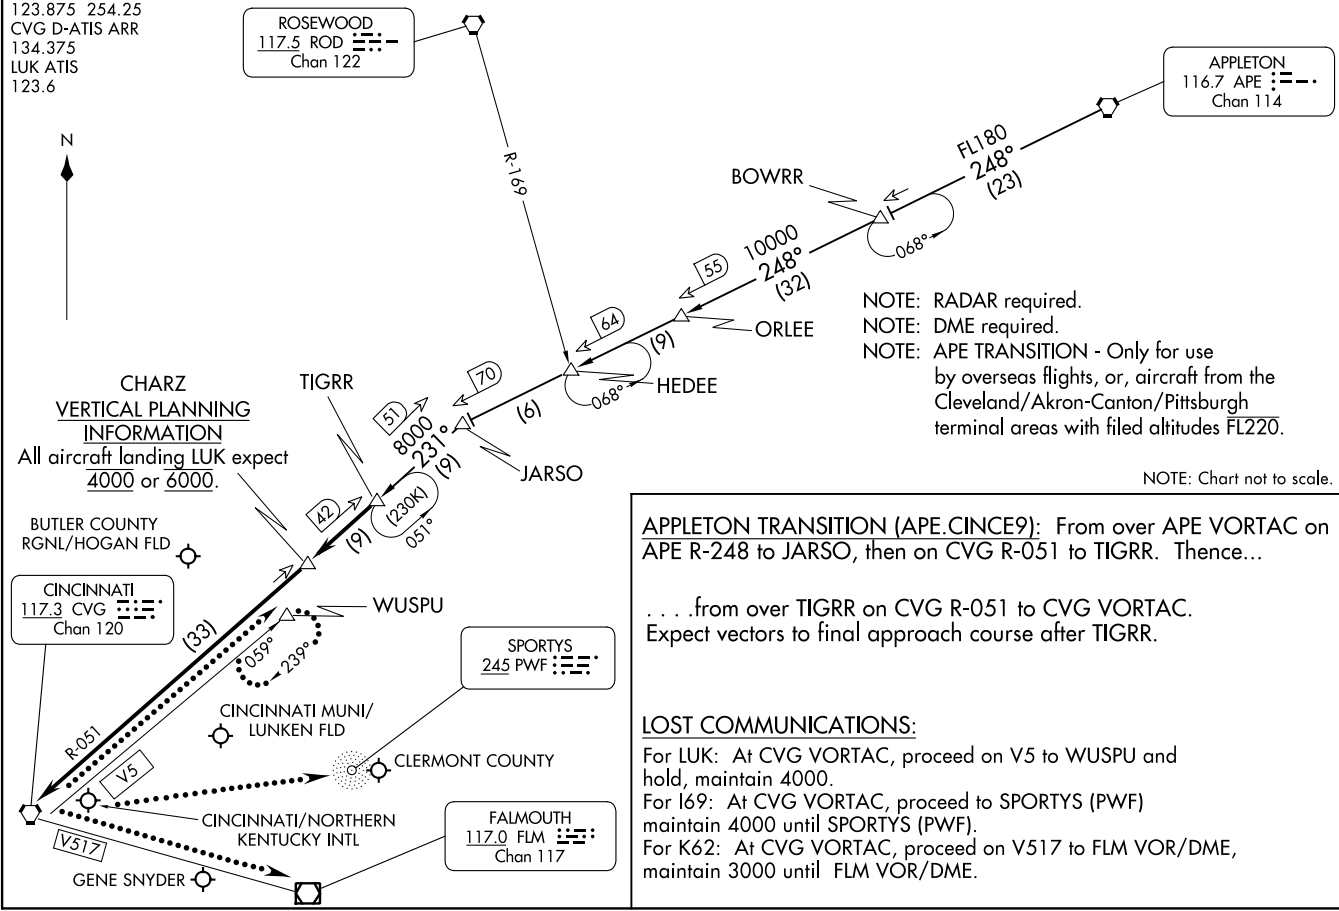 123.875 254.25
CVG D-ATIS ARR
134.375
LUK ATIS
123.6
ROSEWOOD
117.5 ROD
Chan 122
APPLETON
116.7 APE
Chan 114
N
R-169
FL180
248°
(23)
BOWRR
068°
10000
248°
(32)
55
ORLEE
64
(9)
HEDEE
068°
70
(6)
JARSO
NOTE: RADAR required.
NOTE: DME required.
NOTE: APE TRANSITION - Only for use
by overseas flights, or, aircraft from the
Cleveland/Akron-Canton/Pittsburgh
terminal areas with filed altitudes FL220.
NOTE: Chart not to scale.
CHARZ
VERTICAL PLANNING
INFORMATION
All aircraft landing LUK expect
4000 or 6000.
TIGRR
51
8000
231°
(9)
(230K)
051°
42
(9)
BUTLER COUNTY
RGNL/HOGAN FLD
CINCINNATI
117.3 CVG
Chan 120
(33)
WUSPU
059°
239°
SPORTYS
245 PWF
CINCINNATI MUNI/
LUNKEN FLD
CLERMONT COUNTY
R-051
V5
CINCINNATI/NORTHERN
KENTUCKY INTL
V517
GENE SNYDER
FALMOUTH
117.0 FLM
Chan 117
APPLETON TRANSITION (APE.CINCE9): From over APE VORTAC on
APE R-248 to JARSO, then on CVG R-051 to TIGRR. Thence...
. . . .from over TIGRR on CVG R-051 to CVG VORTAC.
Expect vectors to final approach course after TIGRR.
LOST COMMUNICATIONS:
For LUK: At CVG VORTAC, proceed on V5 to WUSPU and
hold, maintain 4000.
For I69: At CVG VORTAC, proceed to SPORTYS (PWF)
maintain 4000 until SPORTYS (PWF).
For K62: At CVG VORTAC, proceed on V517 to FLM VOR/DME,
maintain 3000 until FLM VOR/DME.